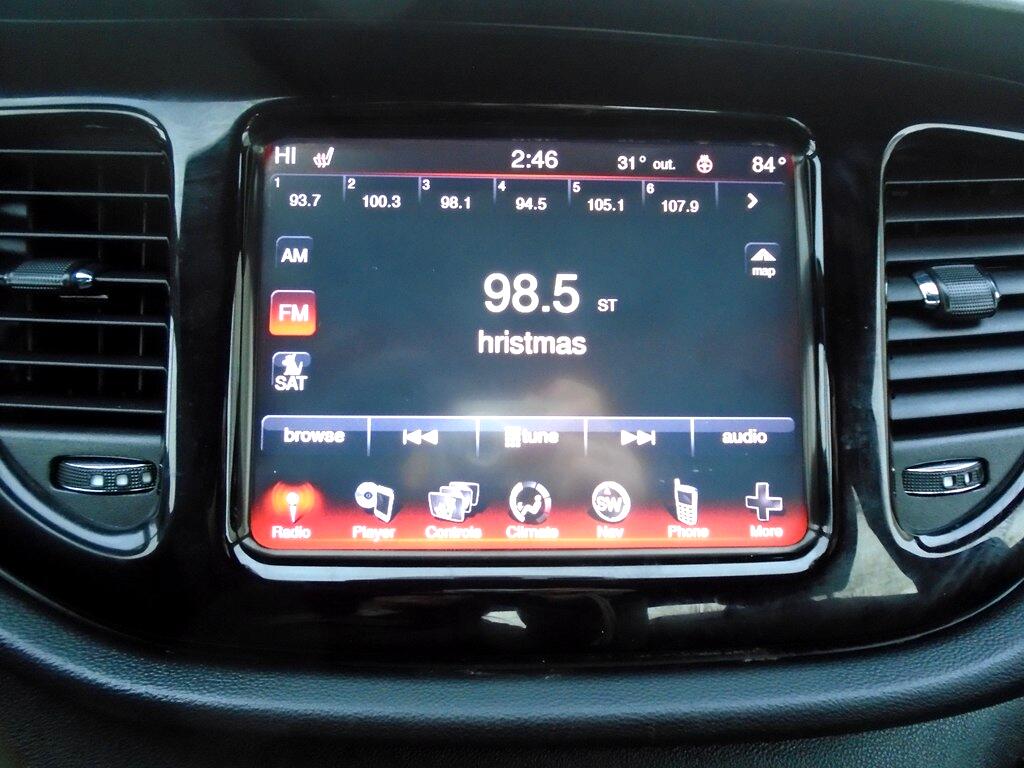 HI 2:46 31° out. 84°
1 2 3 4 5 6
93.7 100.3 98.1 94.5 105.1 107.9
AM
map
98.5 ST
FM
hristmas
SAT
browse tune audio
SW
Radio Player Controls Climate Nav Phone More